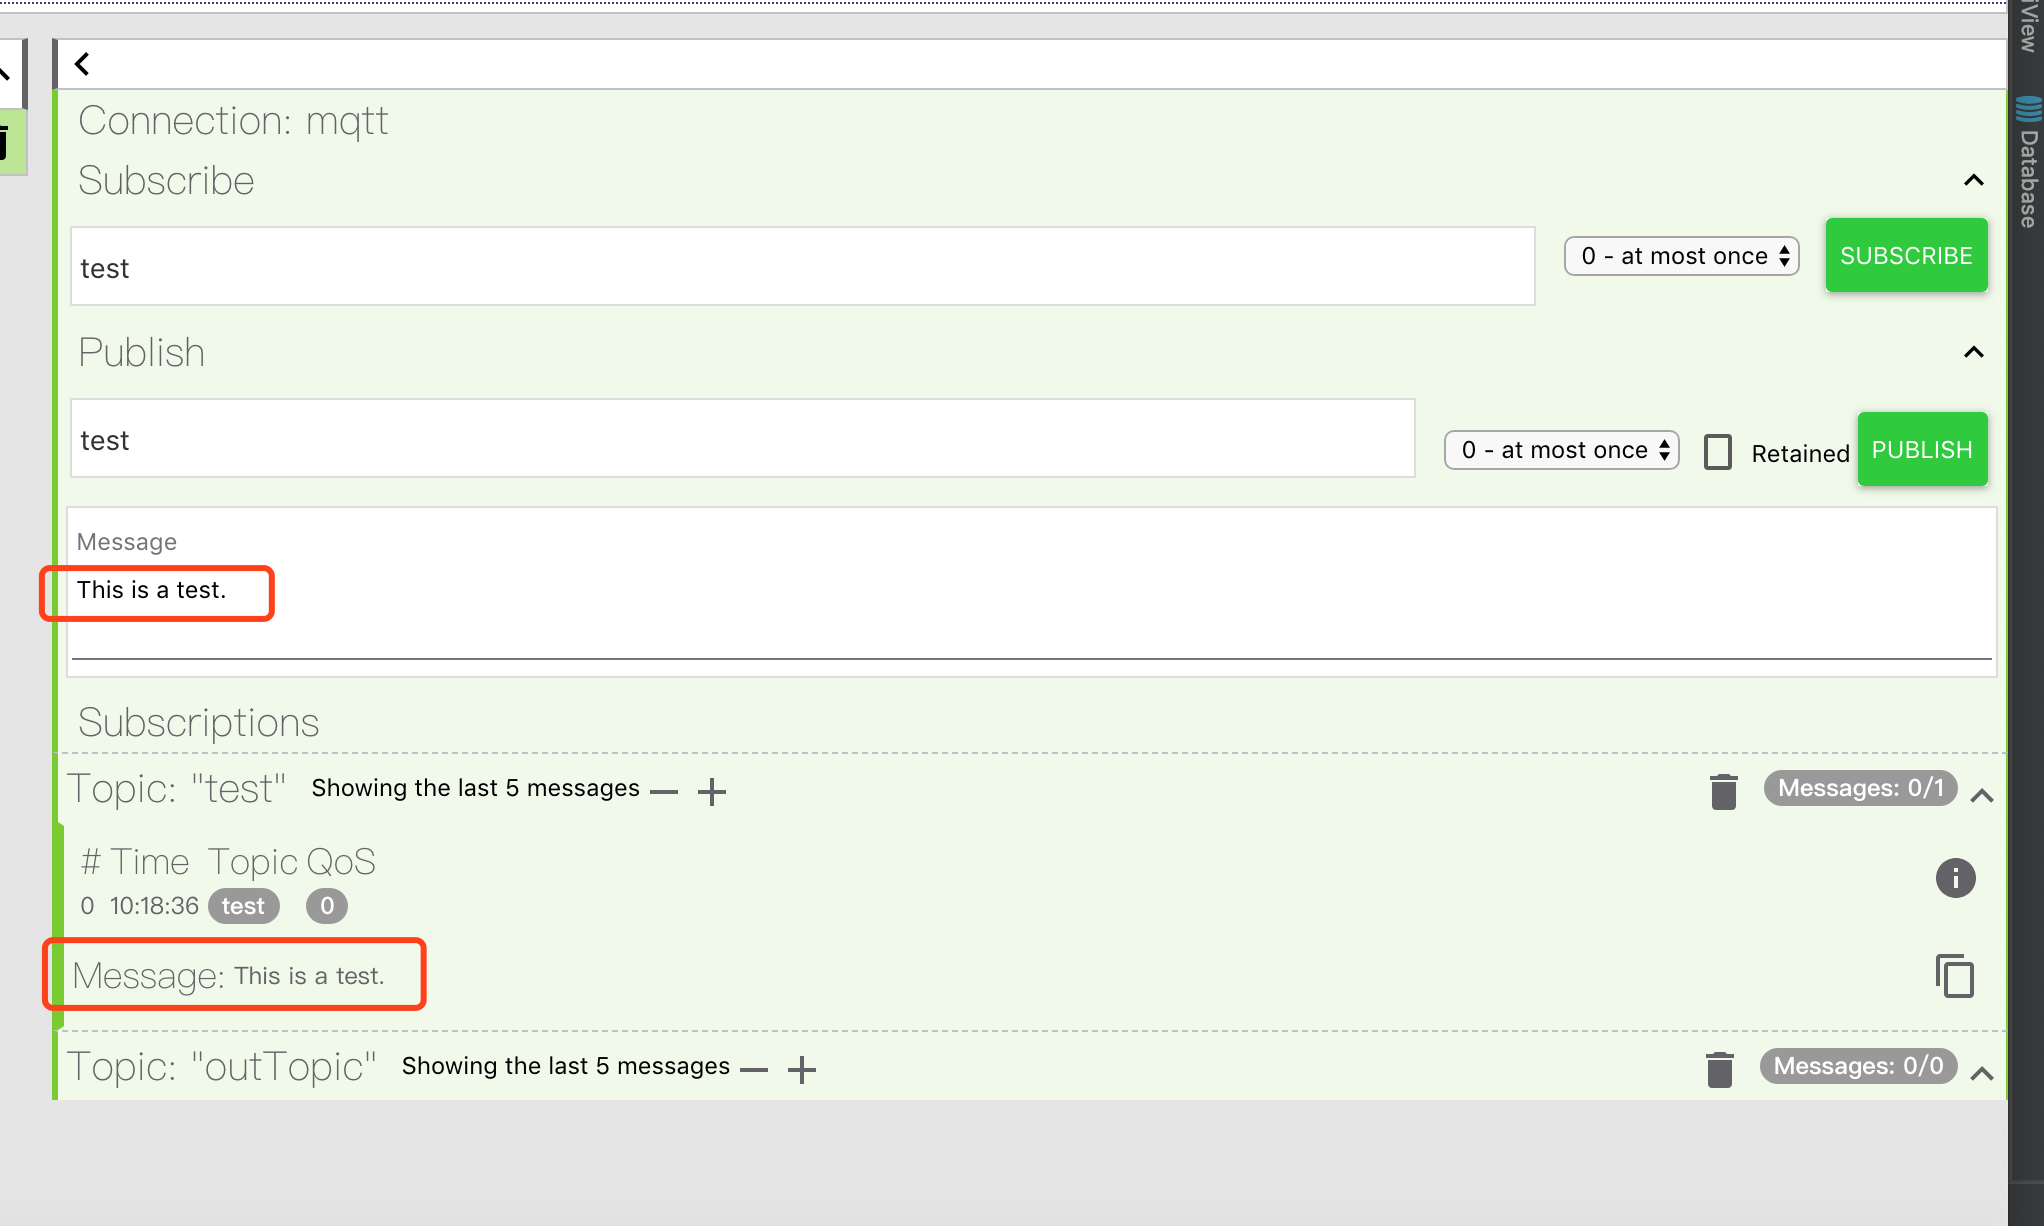 Connection: mqtt
Subscribe
test
0 - at most once
SUBSCRIBE
Publish
test
0 - at most once
Retained
PUBLISH
Message
This is a test.
Subscriptions
Topic: "test" Showing the last 5 messages
Messages: 0/1
# Time Topic QoS
0 10:18:36 test 0
Message: This is a test.
Topic: "outTopic" Showing the last 5 messages
Messages: 0/0
Database